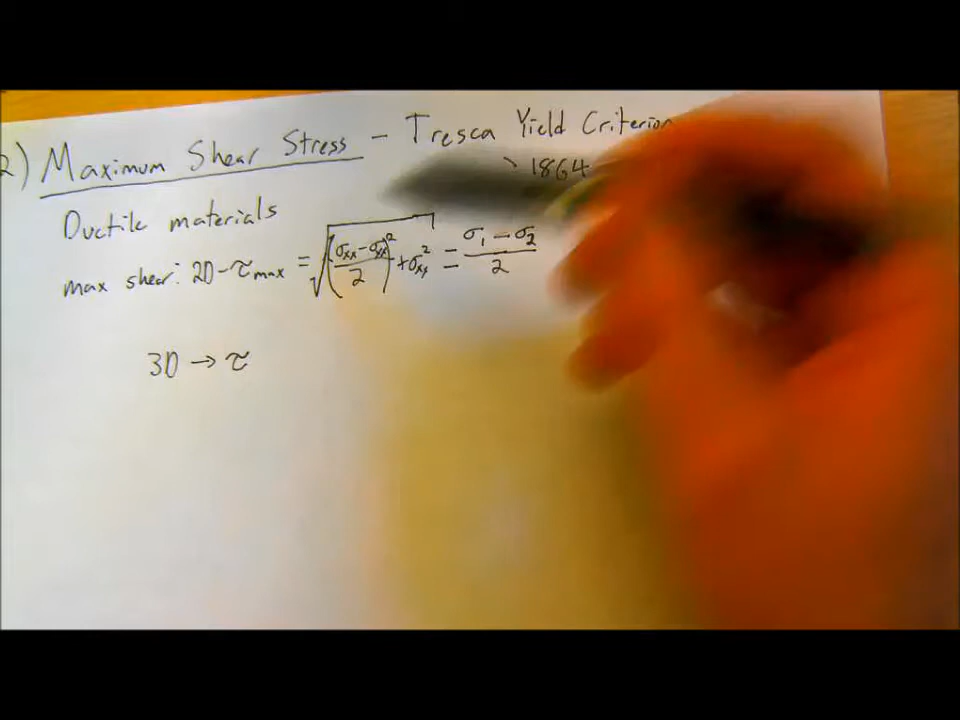 2) Maximum Shear Stress - Tresca Yield Criterion
1864
Ductile materials
max shear: 2D - τmax = √((σxx - σxx)/2)² + σxy² = (σ1 - σ2)/2
3D → τ